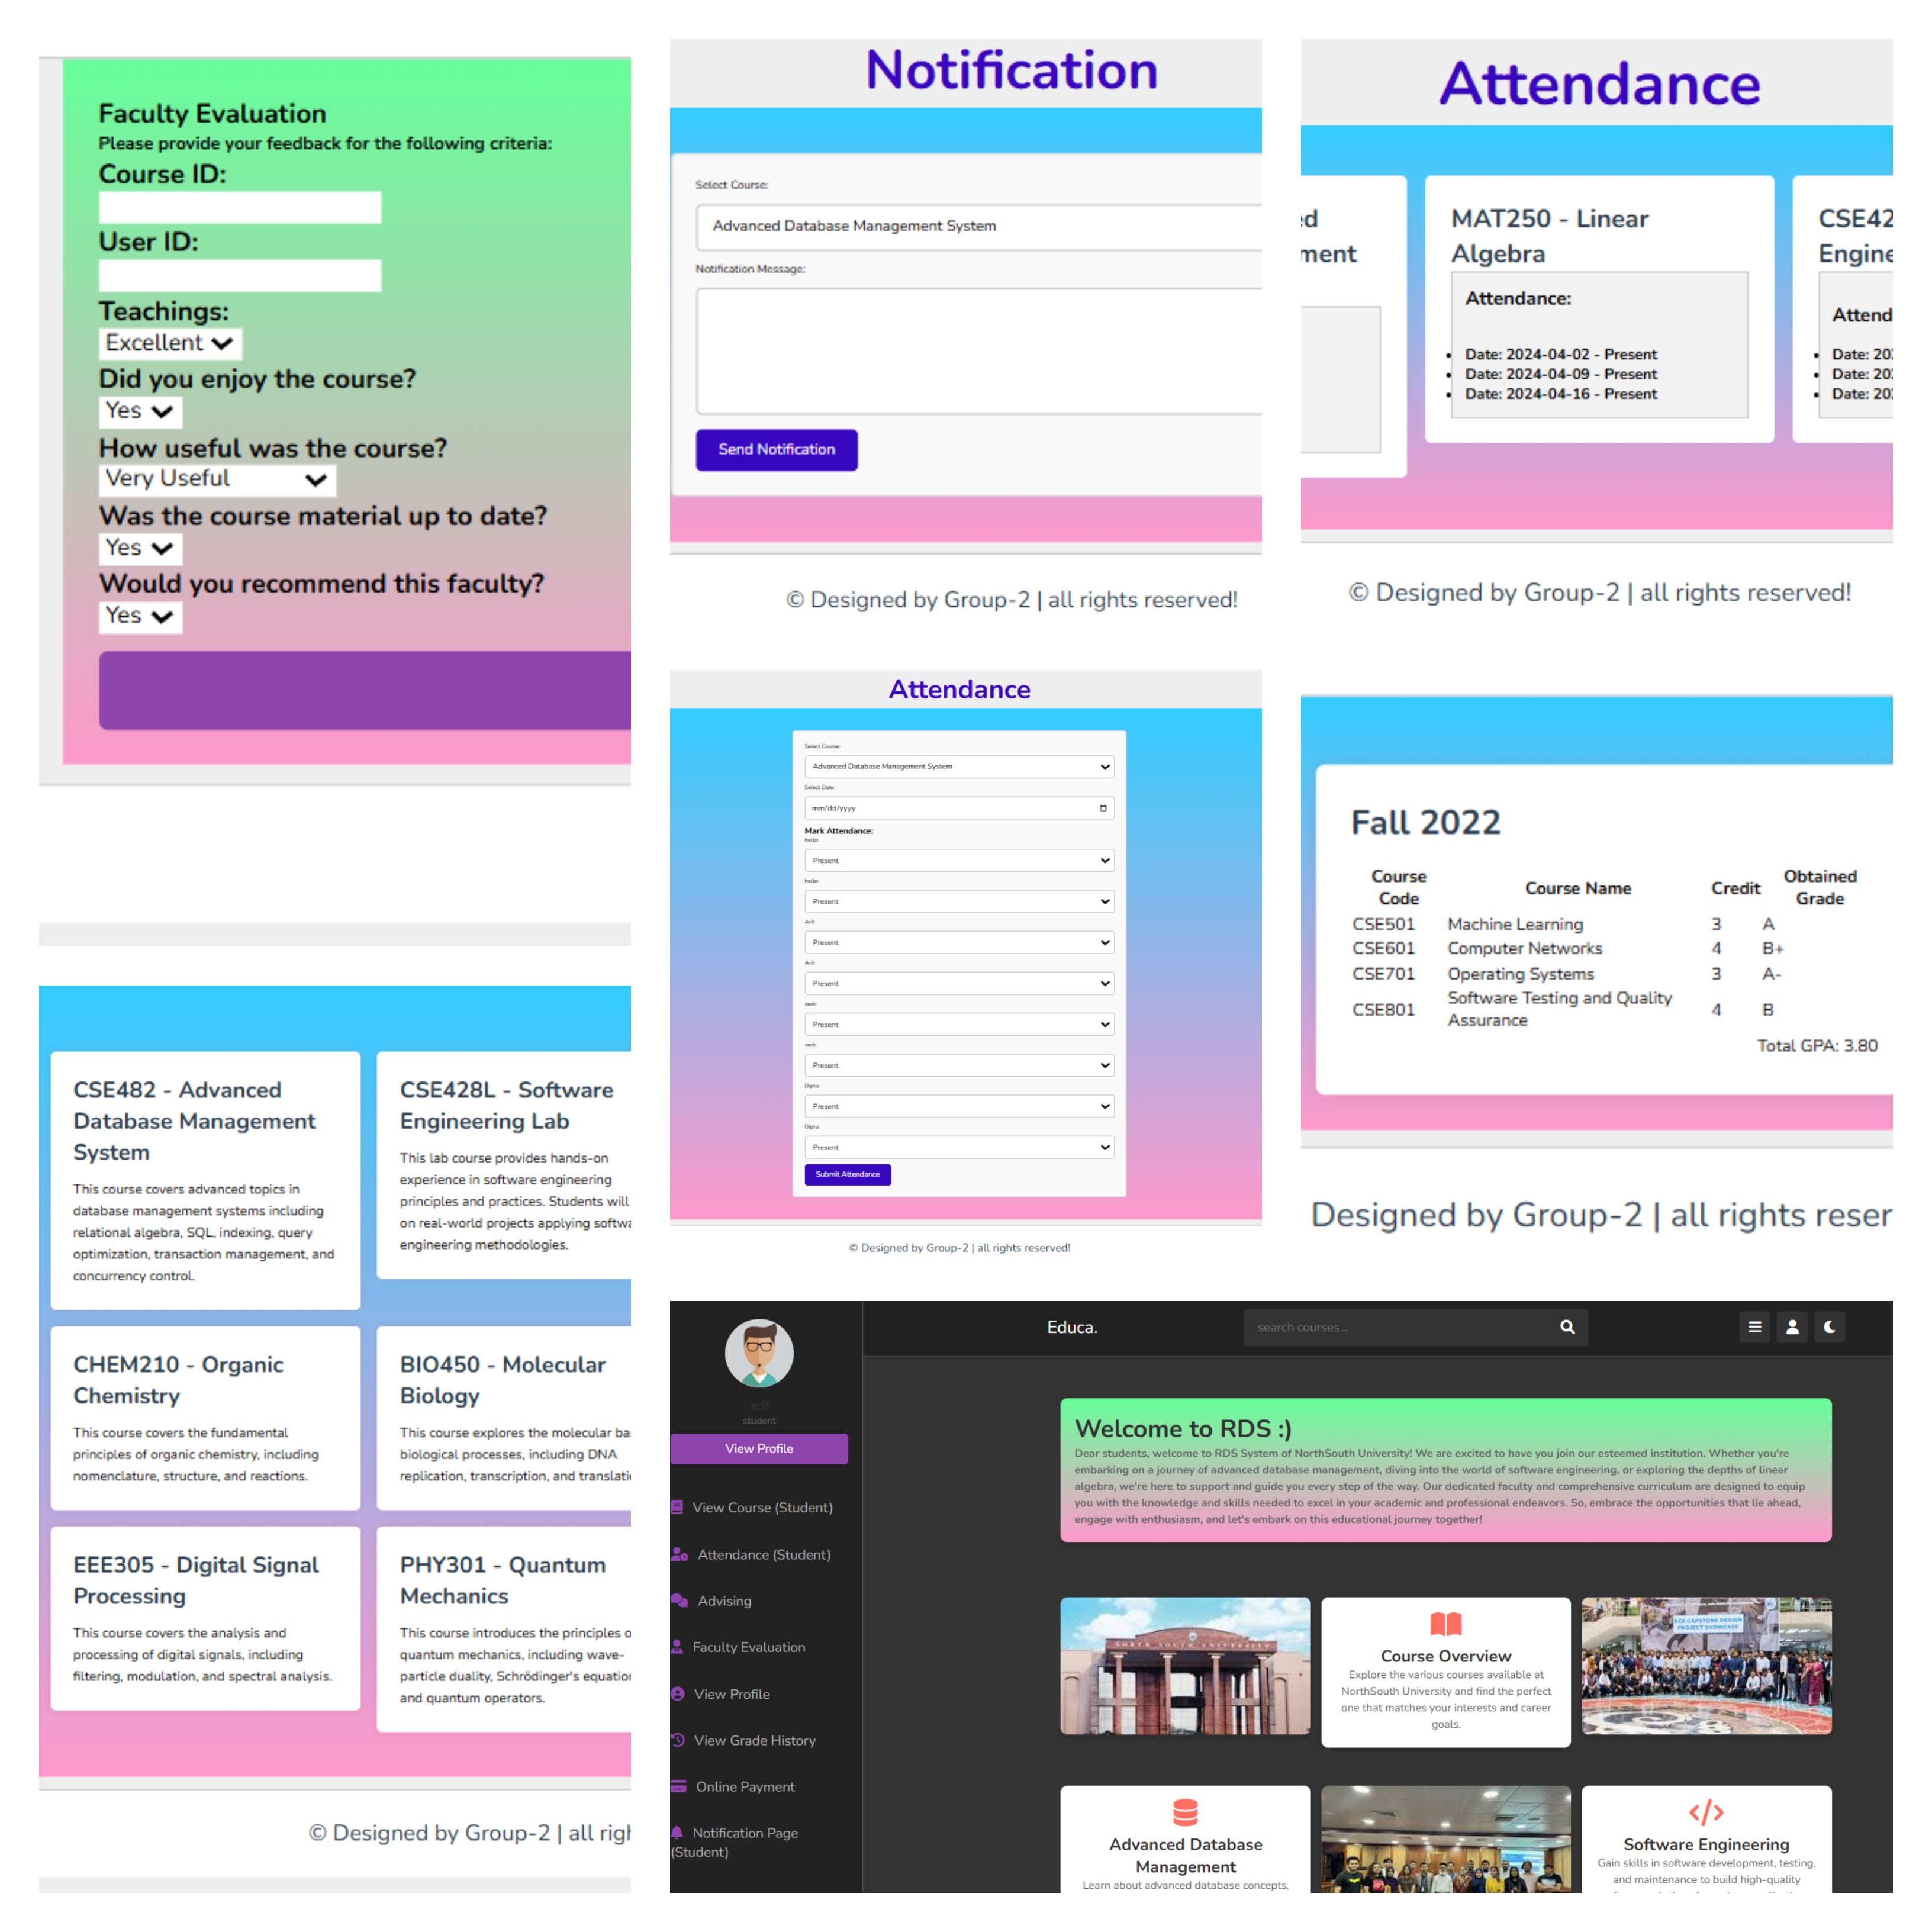 Faculty Evaluation
Please provide your feedback for the following criteria:
Course ID:
User ID:
Teachings:
Excellent
Did you enjoy the course?
Yes
How useful was the course?
Very Useful
Was the course material up to date?
Yes
Would you recommend this faculty?
Yes
Notification
Select Course:
Advanced Database Management System
Notification Message:
Send Notification
© Designed by Group-2 | all rights reserved!
Attendance
MAT250 - Linear
Algebra
Attendance:
Date: 2024-04-02 - Present
Date: 2024-04-09 - Present
Date: 2024-04-16 - Present
ed
ment
CSE42
Engine
Attend
Date: 20
Date: 20
Date: 20
© Designed by Group-2 | all rights reserved!
Attendance
Select Course:
Advanced Database Management System
Select Date:
mm/dd/yyyy
Mark Attendance:
hello:
Present
hello:
Present
Arif:
Present
Arif:
Present
zack:
Present
zack:
Present
Diptu:
Present
Diptu:
Present
Submit Attendance
© Designed by Group-2 | all rights reserved!
Fall 2022
Course Code Course Name Credit Obtained Grade
CSE501 Machine Learning 3 A
CSE601 Computer Networks 4 B+
CSE701 Operating Systems 3 A-
CSE801 Software Testing and Quality Assurance 4 B
Total GPA: 3.80
Designed by Group-2 | all rights reser
CSE482 - Advanced
Database Management
System
This course covers advanced topics in
database management systems including
relational algebra, SQL, indexing, query
optimization, transaction management, and
concurrency control.
CSE428L - Software
Engineering Lab
This lab course provides hands-on
experience in software engineering
principles and practices. Students will
on real-world projects applying softwa
engineering methodologies.
CHEM210 - Organic
Chemistry
This course covers the fundamental
principles of organic chemistry, including
nomenclature, structure, and reactions.
BIO450 - Molecular
Biology
This course explores the molecular ba
biological processes, including DNA
replication, transcription, and translati
EEE305 - Digital Signal
Processing
This course covers the analysis and
processing of digital signals, including
filtering, modulation, and spectral analysis.
PHY301 - Quantum
Mechanics
This course introduces the principles o
quantum mechanics, including wave-
particle duality, Schrödinger's equation
and quantum operators.
© Designed by Group-2 | all righ
arif
student
View Profile
View Course (Student)
Attendance (Student)
Advising
Faculty Evaluation
View Profile
View Grade History
Online Payment
Notification Page
(Student)
Educa.
search courses...
Welcome to RDS :)
Dear students, welcome to RDS System of NorthSouth University! We are excited to have you join our esteemed institution. Whether you're
embarking on a journey of advanced database management, diving into the world of software engineering, or exploring the depths of linear
algebra, we're here to support and guide you every step of the way. Our dedicated faculty and comprehensive curriculum are designed to equip
you with the knowledge and skills needed to excel in your academic and professional endeavors. So, embrace the opportunities that lie ahead,
engage with enthusiasm, and let's embark on this educational journey together!
NORTH SOUTH UNIVERSITY
Course Overview
Explore the various courses available at
NorthSouth University and find the perfect
one that matches your interests and career
goals.
ECE CAPSTONE DESIGN
PROJECT SHOWCASE
Advanced Database
Management
Learn about advanced database concepts,
Software Engineering
Gain skills in software development, testing,
and maintenance to build high-quality